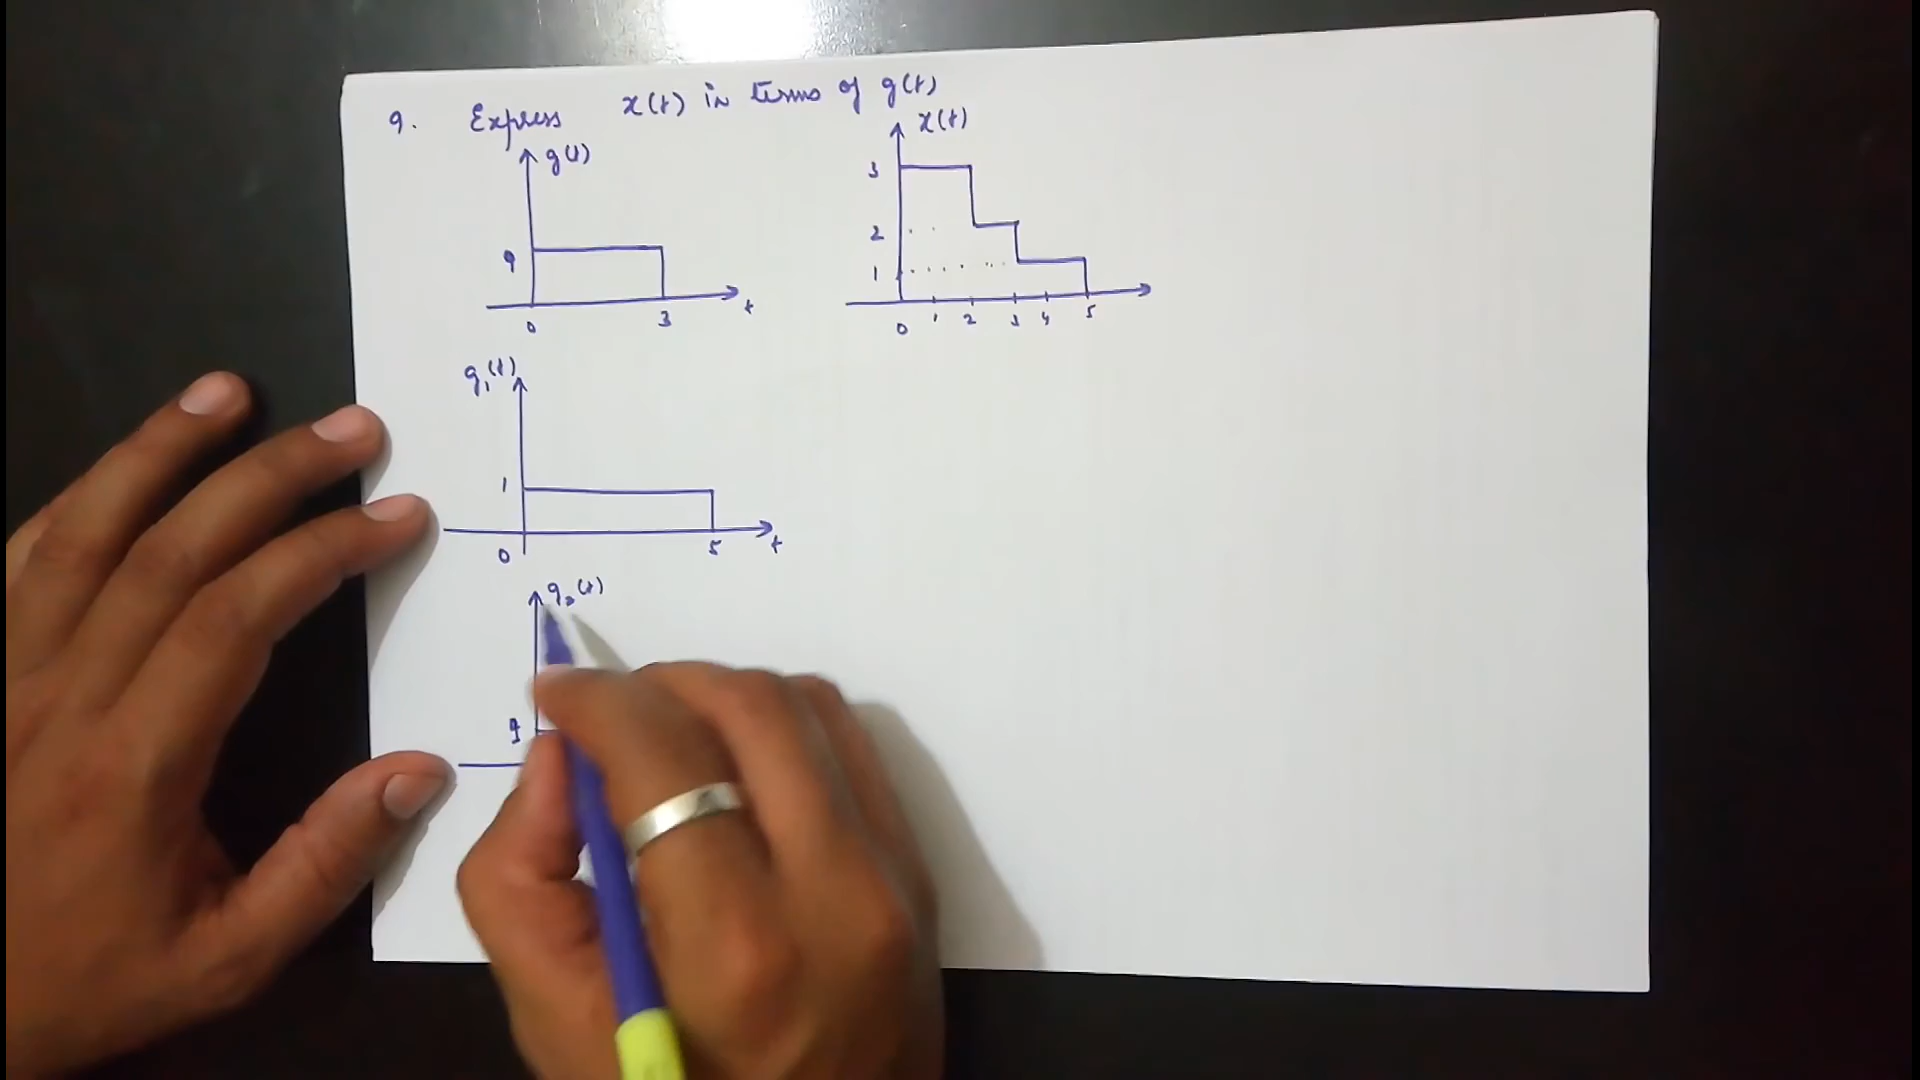 9. Express x(t) in terms of g(t)
g(t)
9
0 3 t
x(t)
3
2
1
0 1 2 3 4 5
g₁(t)
1
0 5 t
g₂(t)
9